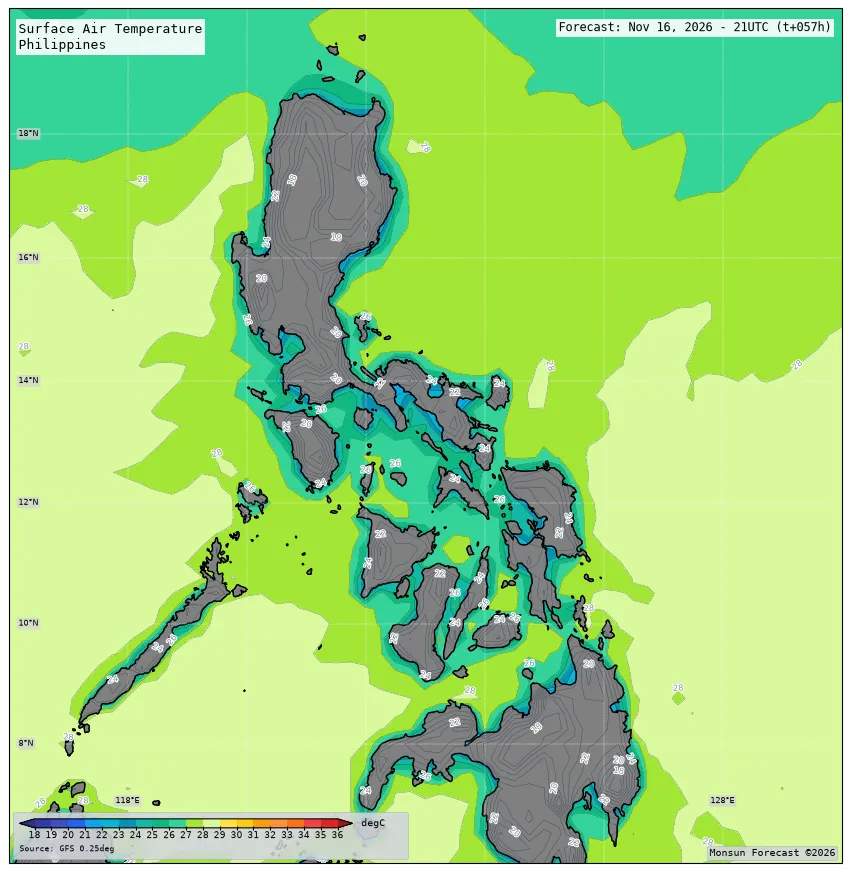 Surface Air Temperature
Philippines
Forecast: Nov 16, 2026 - 21UTC (t+057h)
18°N
16°N
14°N
12°N
10°N
8°N
118°E
128°E
18 19 20 21 22 23 24 25 26 27 28 29 30 31 32 33 34 35 36
degC
Source: GFS 0.25deg
Monsun Forecast ©2026